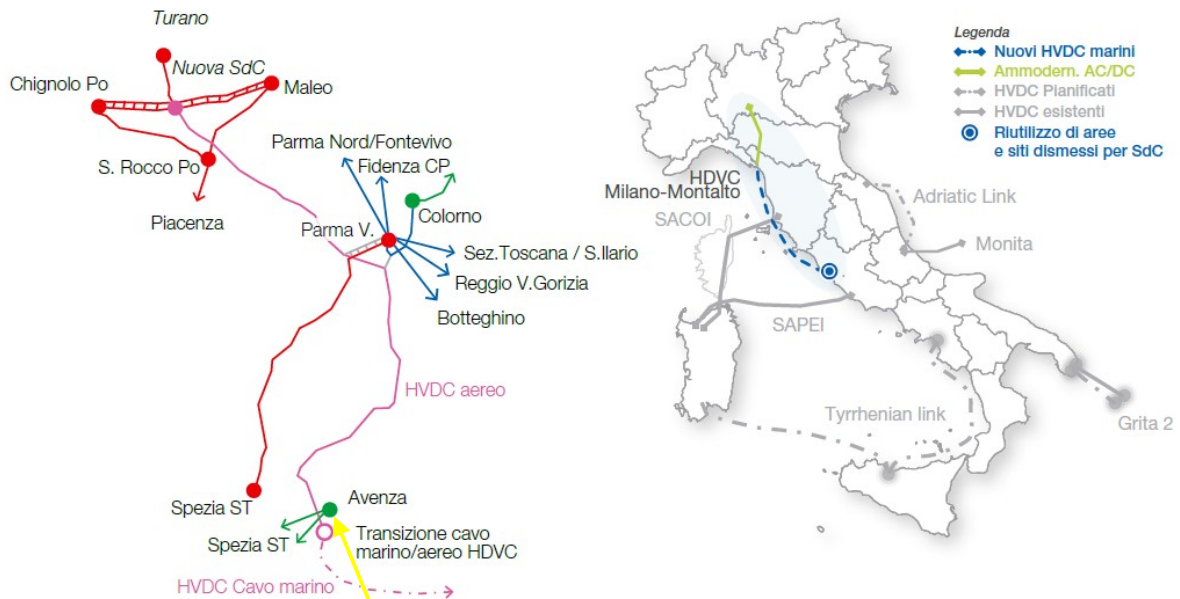 Turano
Nuova SdC
Chignolo Po
Maleo
S. Rocco Po
Piacenza
Parma Nord/Fontevivo
Fidenza CP
Colorno
Parma V.
Sez.Toscana / S.Ilario
Reggio V.Gorizia
Botteghino
HVDC aereo
Spezia ST
Avenza
Spezia ST
Transizione cavo
marino/aereo HDVC
HVDC Cavo marino
Legenda
Nuovi HVDC marini
Ammodern. AC/DC
HVDC Pianificati
HVDC esistenti
Riutilizzo di aree
e siti dismessi per SdC
HDVC
Milano-Montalto
SACOI
Adriatic Link
Monita
SAPEI
Tyrrhenian link
Grita 2